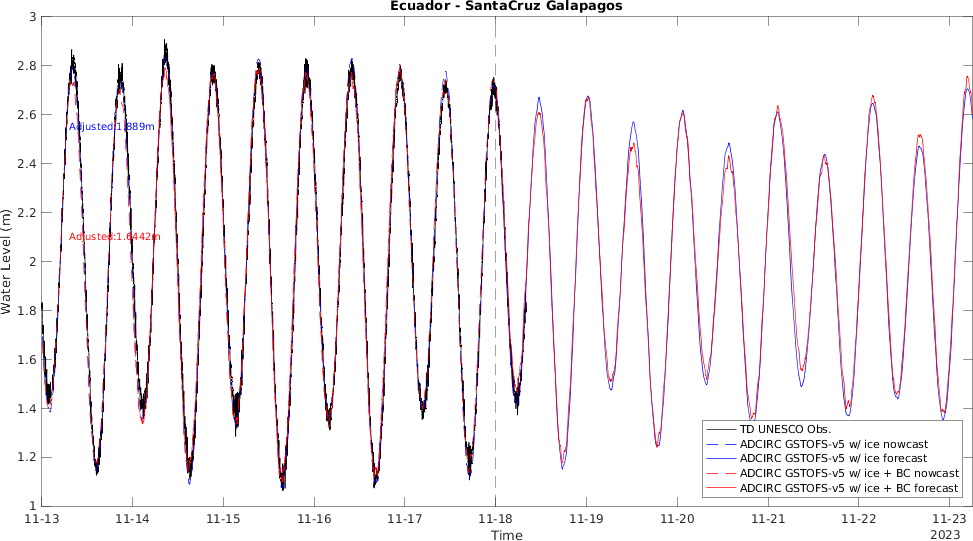 Ecuador - SantaCruz Galapagos
3
2.8
2.6
2.4
2.2
2
1.8
1.6
1.4
1.2
1
Water Level (m)
Adjusted:1.889m
Adjusted:1.6442m
TD UNESCO Obs.
ADCIRC GSTOFS-v5 w/ ice nowcast
ADCIRC GSTOFS-v5 w/ ice forecast
ADCIRC GSTOFS-v5 w/ ice + BC nowcast
ADCIRC GSTOFS-v5 w/ ice + BC forecast
11-13 11-14 11-15 11-16 11-17 11-18 11-19 11-20 11-21 11-22 11-23
Time
2023